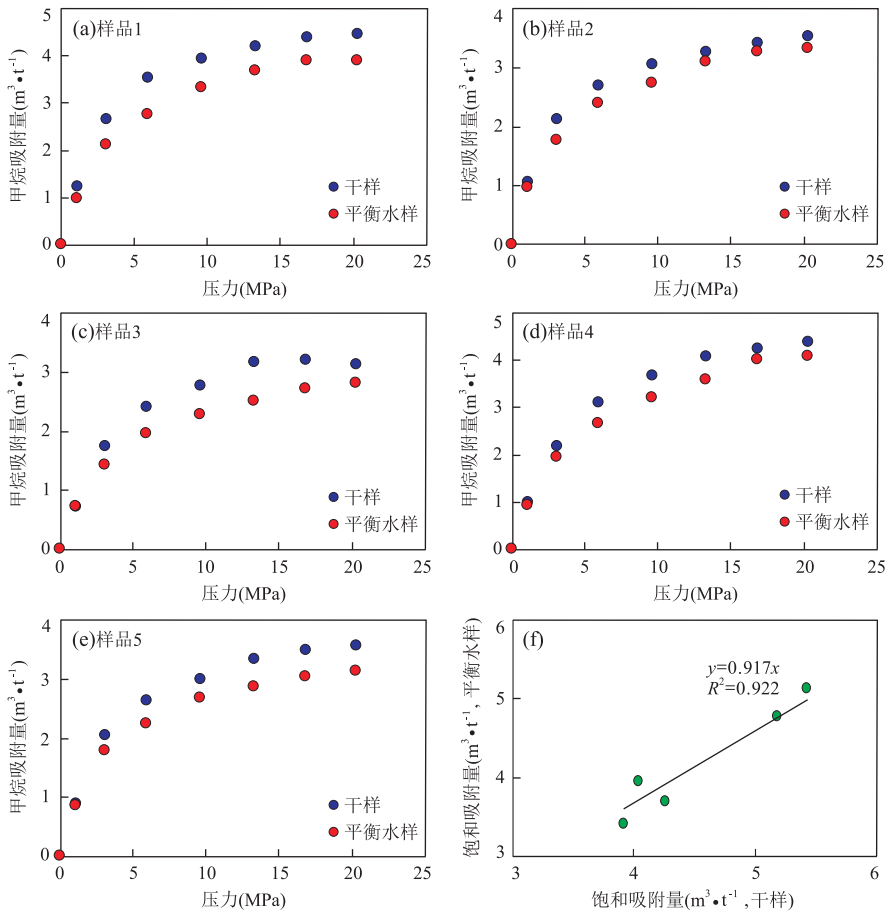 (a)样品1
甲烷吸附量(m³•t⁻¹)
5
4
3
2
1
0
0
5
10
15
20
25
干样
平衡水样
压力(MPa)
(b)样品2
甲烷吸附量(m³•t⁻¹)
4
3
2
1
0
0
5
10
15
20
25
干样
平衡水样
压力(MPa)
(c)样品3
甲烷吸附量(m³•t⁻¹)
4
3
2
1
0
0
5
10
15
20
25
干样
平衡水样
压力(MPa)
(d)样品4
甲烷吸附量(m³•t⁻¹)
5
4
3
2
1
0
0
5
10
15
20
25
干样
平衡水样
压力(MPa)
(e)样品5
甲烷吸附量(m³•t⁻¹)
4
3
2
1
0
0
5
10
15
20
25
干样
平衡水样
压力(MPa)
(f)
饱和吸附量(m³•t⁻¹, 平衡水样)
6
5
4
3
3
4
5
6
y=0.917x
R²=0.922
饱和吸附量(m³•t⁻¹,干样)